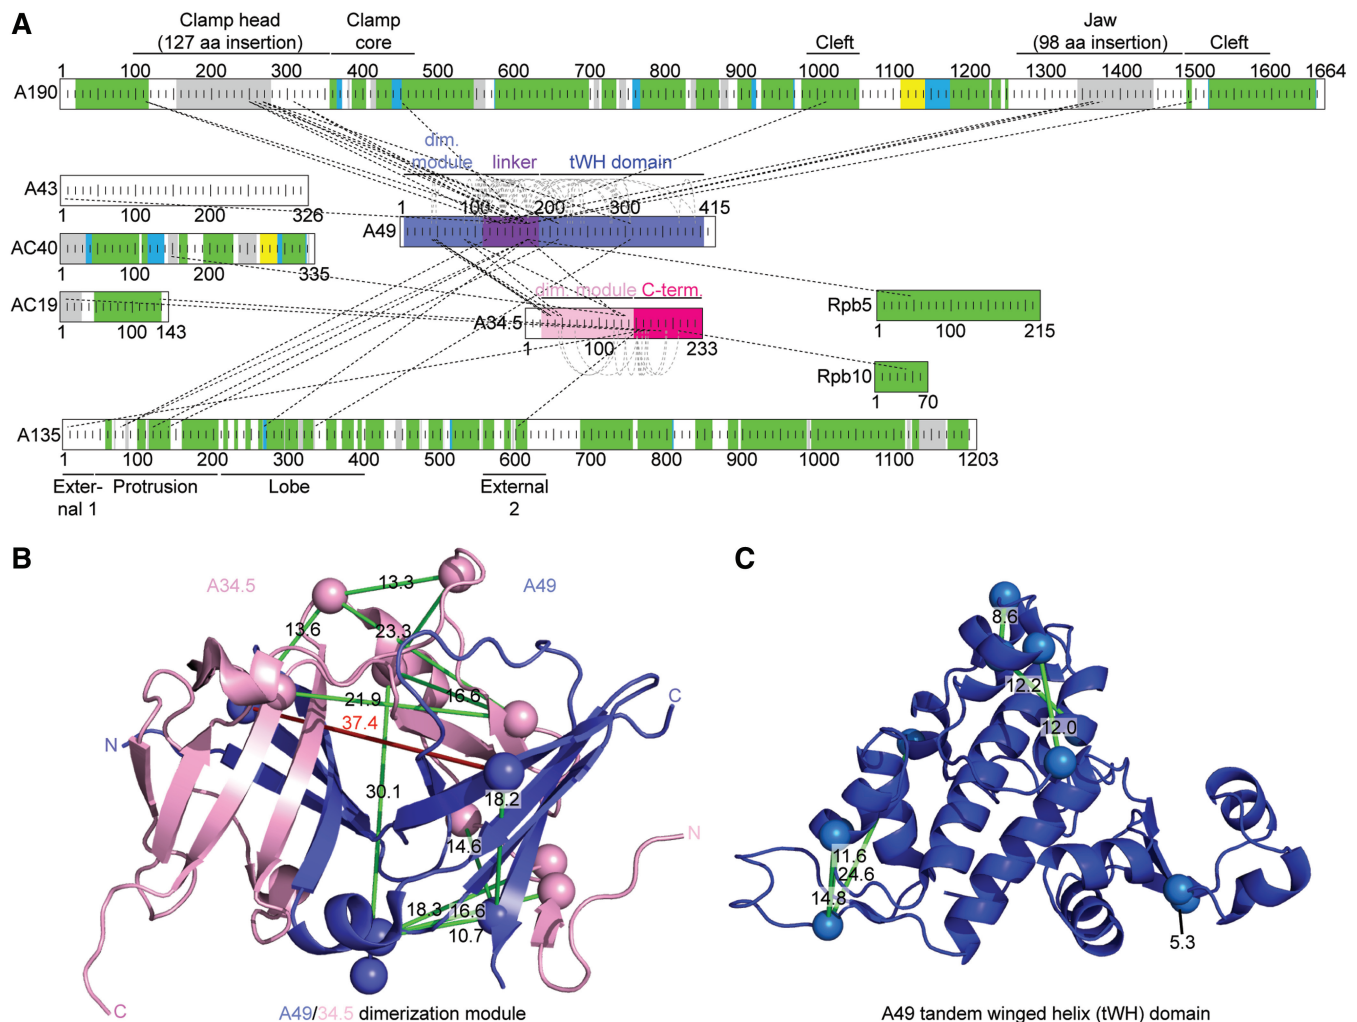 A
Clamp head
(127 aa insertion)
Clamp
core
Cleft
Jaw
(98 aa insertion)
Cleft
1 100 200 300 400 500 600 700 800 900 1000 1100 1200 1300 1400 1500 1600 1664
A190
dim.
module linker tWH domain
A43
1 100 200 326
1 100 200 300 415
A49
AC40
1 100 200 335
dim. module C-term.
AC19
1 100 143
A34.5
1 100 233
Rpb5
1 100 215
Rpb10
1 70
A135
1 100 200 300 400 500 600 700 800 900 1000 1100 1203
Exter-
nal 1
Protrusion
Lobe
External
2
B
A34.5
A49
13.3
13.6
23.3
21.9
16.6
37.4
C
N
30.1
18.2
14.6
N
18.3
16.6
10.7
C
A49/34.5 dimerization module
C
8.6
12.2
12.0
11.6
24.6
14.8
5.3
A49 tandem winged helix (tWH) domain